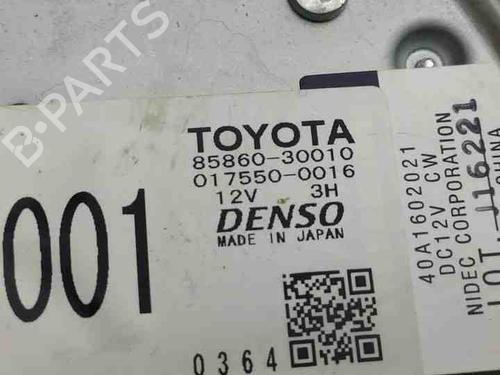 B-PARTS
TOYOTA
85860-30010
017550-0016
12V 3H
DENSO
MADE IN JAPAN
001
0364
40A1602021
DC12V CW
NIDEC CORPORATION
LOT J16221
CHINA